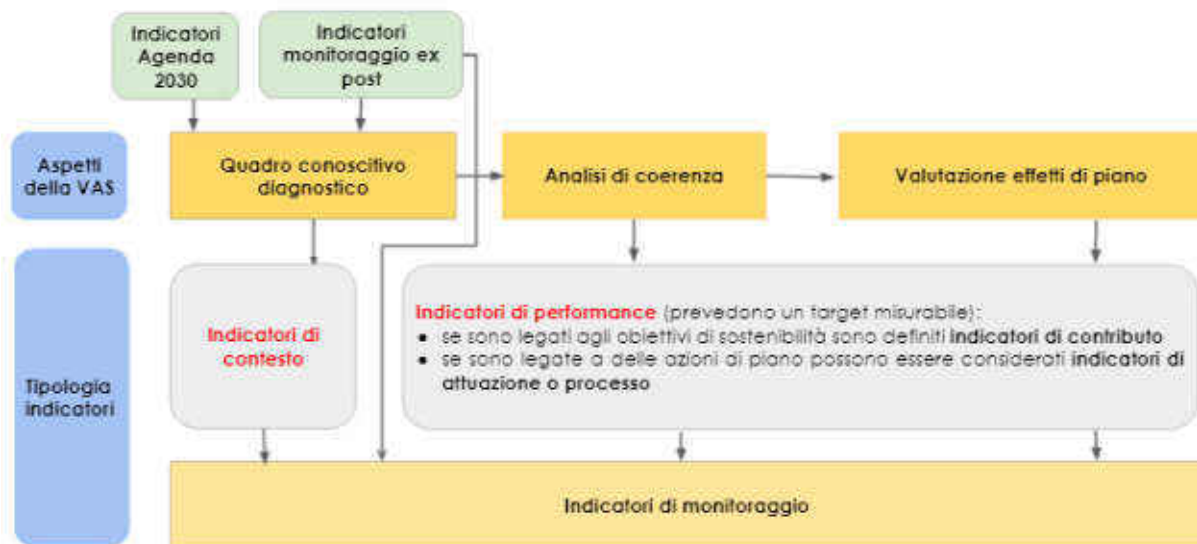 Indicatori
Agenda
2030
Indicatori
monitoraggio ex
post
Aspetti
della VAS
Quadro conoscitivo
diagnostico
Analisi di coerenza
Valutazione effetti di piano
Tipologia
indicatori
Indicatori di
contesto
Indicatori di performance (prevedono un target misurabile):
• se sono legati agli obiettivi di sostenibilità sono definiti indicatori di contributo
• se sono legate a delle azioni di piano possono essere considerati indicatori di
attuazione o processo
Indicatori di monitoraggio